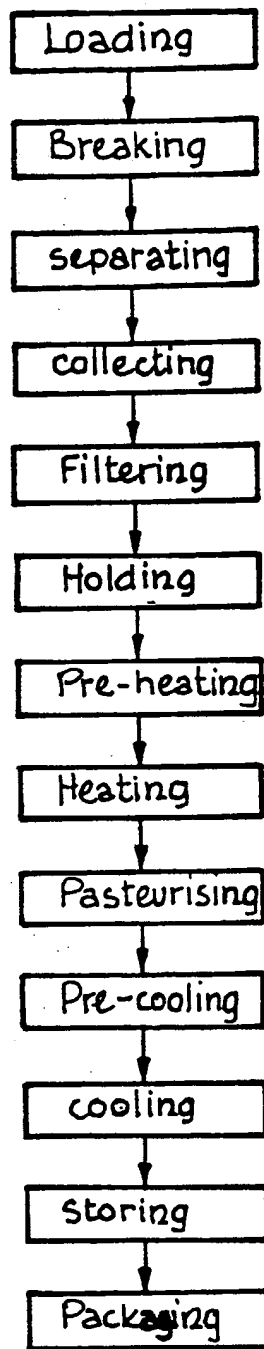 Loading
Breaking
separating
collecting
Filtering
Holding
Pre-heating
Heating
Pasteurising
Pre-cooling
cooling
storing
Packaging